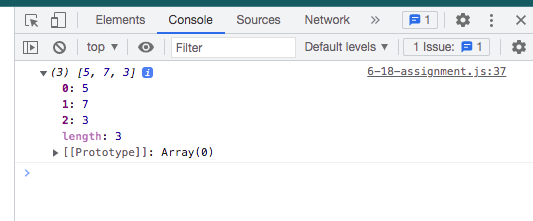 Elements Console Sources Network » 1
top Filter Default levels 1 Issue: 1
(3) [5, 7, 3] i 6-18-assignment.js:37
0: 5
1: 7
2: 3
length: 3
[[Prototype]]: Array(0)